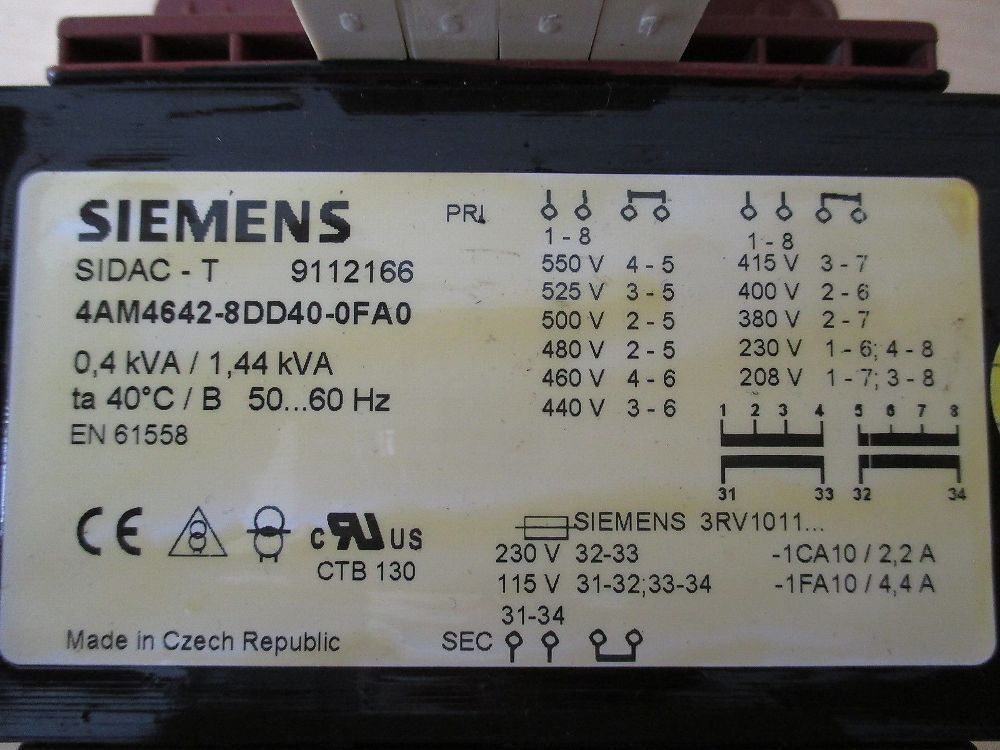 SIEMENS
SIDAC - T 9112166
4AM4642-8DD40-0FA0
0,4 kVA / 1,44 kVA
ta 40°C / B 50...60 Hz
EN 61558
PRI
1 - 8
550 V 4 - 5
525 V 3 - 5
500 V 2 - 5
480 V 2 - 5
460 V 4 - 6
440 V 3 - 6
1 - 8
415 V 3 - 7
400 V 2 - 6
380 V 2 - 7
230 V 1 - 6; 4 - 8
208 V 1 - 7; 3 - 8
1 2 3 4 5 6 7 8
31 33 32 34
CE
c RU US
CTB 130
SIEMENS 3RV1011...
230 V 32-33 -1CA10 / 2,2 A
115 V 31-32;33-34 -1FA10 / 4,4 A
31-34
SEC
Made in Czech Republic